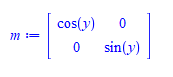 m := [ cos(y) 0
0 sin(y) ]